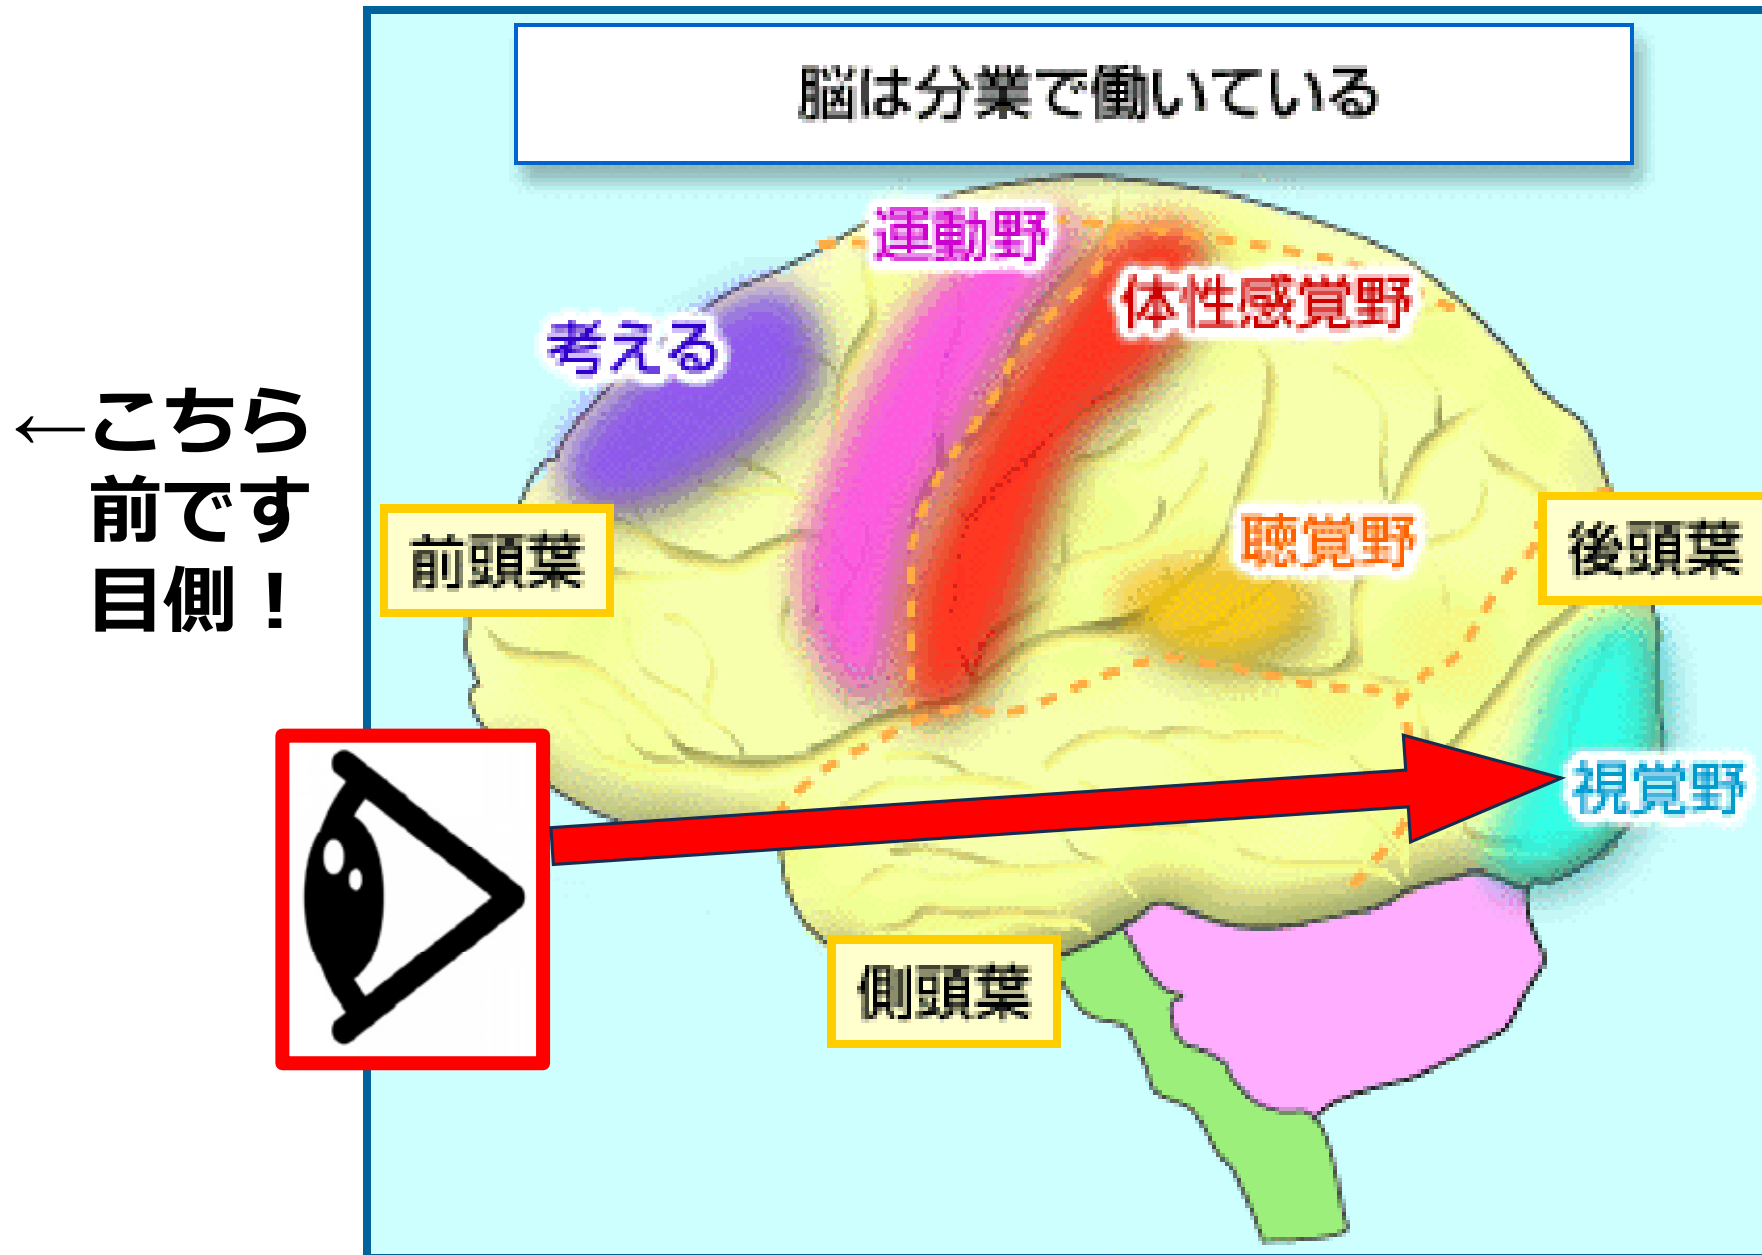 脳は分業で働いている
運動野
体性感覚野
考える
←こちら
前です
目側！
前頭葉
聴覚野
後頭葉
視覚野
側頭葉